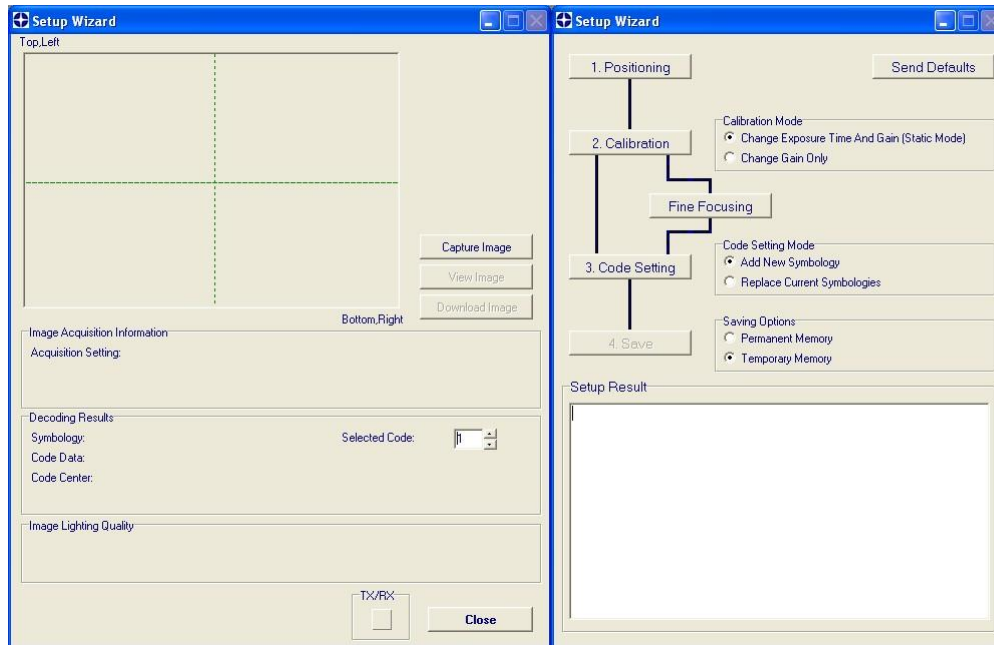 Setup Wizard
Top,Left
Capture Image
View Image
Download Image
Bottom,Right
Image Acquisition Information
Acquisition Setting:
Decoding Results
Symbology:
Selected Code: 1
Code Data:
Code Center:
Image Lighting Quality
TX/RX
Close
Setup Wizard
1. Positioning
Send Defaults
2. Calibration
Calibration Mode
Change Exposure Time And Gain (Static Mode)
Change Gain Only
Fine Focusing
3. Code Setting
Code Setting Mode
Add New Symbology
Replace Current Symbologies
4. Save
Saving Options
Permanent Memory
Temporary Memory
Setup Result